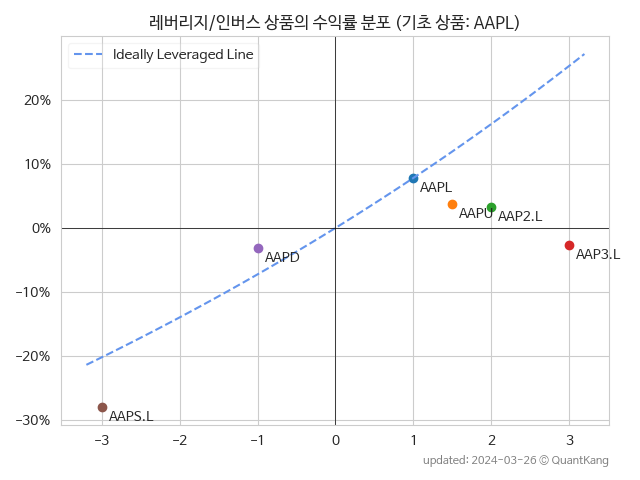 레버리지/인버스 상품의 수익률 분포 (기초 상품: AAPL)
Ideally Leveraged Line
20%
10%
0%
−10%
−20%
−30%
AAPL
AAPU
AAP2.L
AAP3.L
AAPD
AAPS.L
−3 −2 −1 0 1 2 3
updated: 2024-03-26 © QuantKang